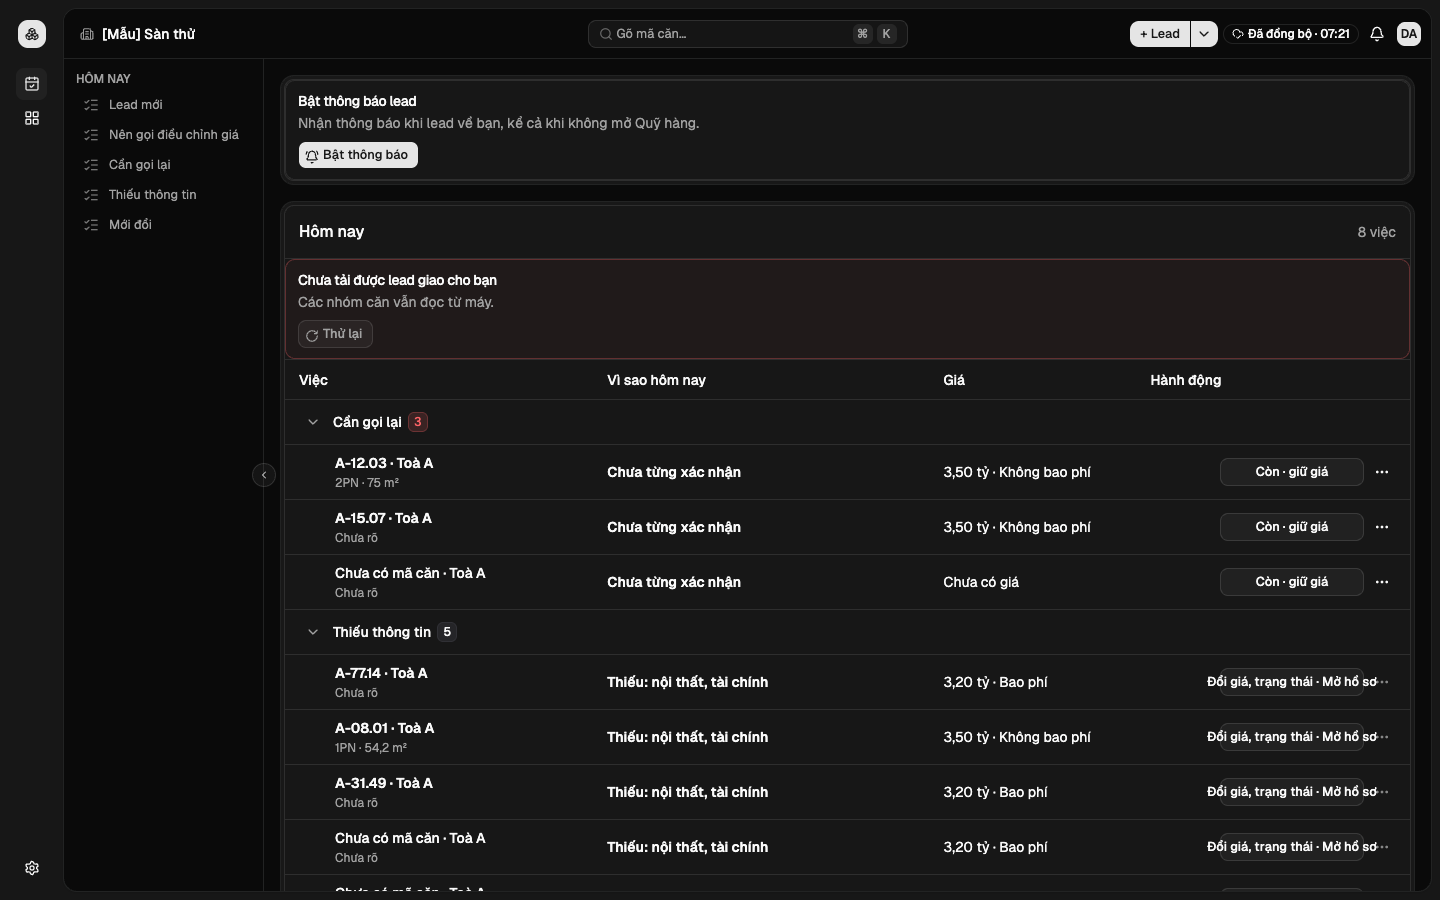 [Mẫu] Sàn thử
Gõ mã căn...
⌘ K
+ Lead
Đã đồng bộ · 07:21
DA
HÔM NAY
Lead mới
Nên gọi điều chỉnh giá
Cần gọi lại
Thiếu thông tin
Mới đổi
Bật thông báo lead
Nhận thông báo khi lead về bạn, kể cả khi không mở Quỹ hàng.
Bật thông báo
Hôm nay
8 việc
Chưa tải được lead giao cho bạn
Các nhóm căn vẫn đọc từ máy.
Thử lại
Việc Vì sao hôm nay Giá Hành động
Cần gọi lại 3
A-12.03 · Toà A
2PN · 75 m²
Chưa từng xác nhận
3,50 tỷ · Không bao phí
Còn · giữ giá
A-15.07 · Toà A
Chưa rõ
Chưa từng xác nhận
3,50 tỷ · Không bao phí
Còn · giữ giá
Chưa có mã căn · Toà A
Chưa rõ
Chưa từng xác nhận
Chưa có giá
Còn · giữ giá
Thiếu thông tin 5
A-77.14 · Toà A
Chưa rõ
Thiếu: nội thất, tài chính
3,20 tỷ · Bao phí
Đổi giá, trạng thái · Mở hồ sơ
A-08.01 · Toà A
1PN · 54,2 m²
Thiếu: nội thất, tài chính
3,50 tỷ · Không bao phí
Đổi giá, trạng thái · Mở hồ sơ
A-31.49 · Toà A
Chưa rõ
Thiếu: nội thất, tài chính
3,20 tỷ · Bao phí
Đổi giá, trạng thái · Mở hồ sơ
Chưa có mã căn · Toà A
Chưa rõ
Thiếu: nội thất, tài chính
3,20 tỷ · Bao phí
Đổi giá, trạng thái · Mở hồ sơ